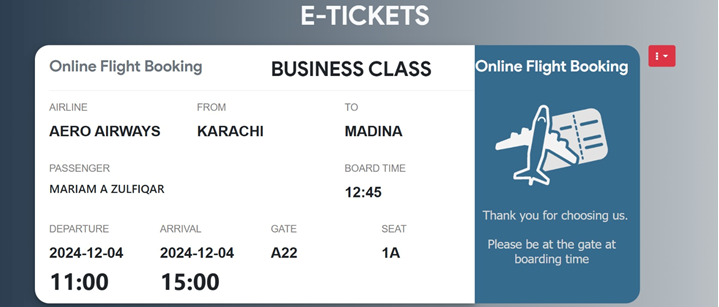 E-TICKETS
Online Flight Booking
BUSINESS CLASS
Online Flight Booking
AIRLINE FROM TO
AERO AIRWAYS KARACHI MADINA
PASSENGER BOARD TIME
MARIAM A ZULFIQAR 12:45
DEPARTURE ARRIVAL GATE SEAT
2024-12-04 2024-12-04 A22 1A
11:00 15:00
Thank you for choosing us.
Please be at the gate at
boarding time